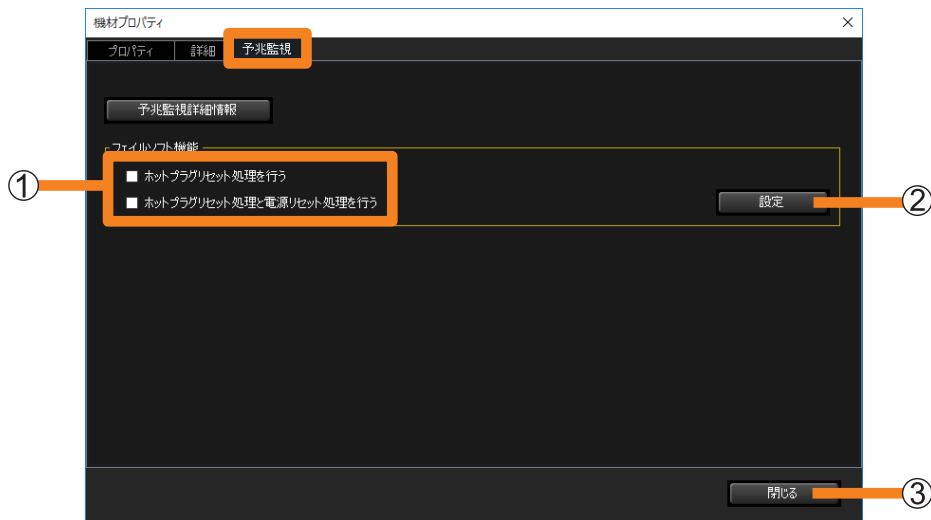 機材プロパティ
プロパティ 詳細 予兆監視
予兆監視詳細情報
フェイルソフト機能
① ホットプラグリセット処理を行う
ホットプラグリセット処理と電源リセット処理を行う
設定 ②
閉じる ③